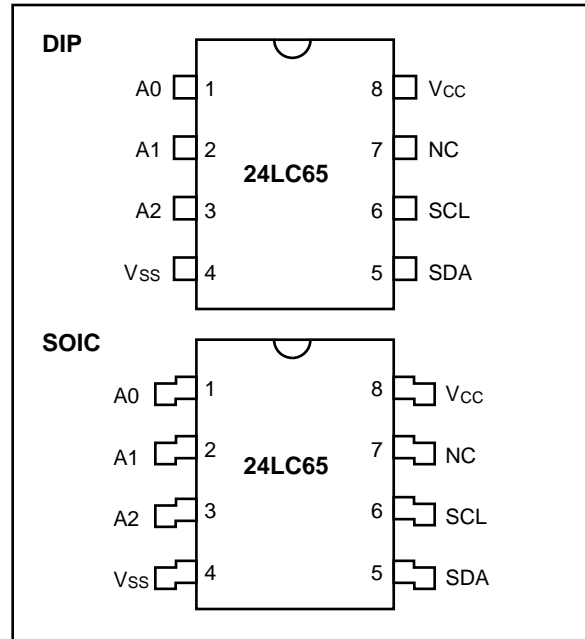 DIP
A0 1 8 VCC
A1 2 7 NC
24LC65
A2 3 6 SCL
VSS 4 5 SDA
SOIC
A0 1 8 VCC
A1 2 7 NC
24LC65
A2 3 6 SCL
VSS 4 5 SDA